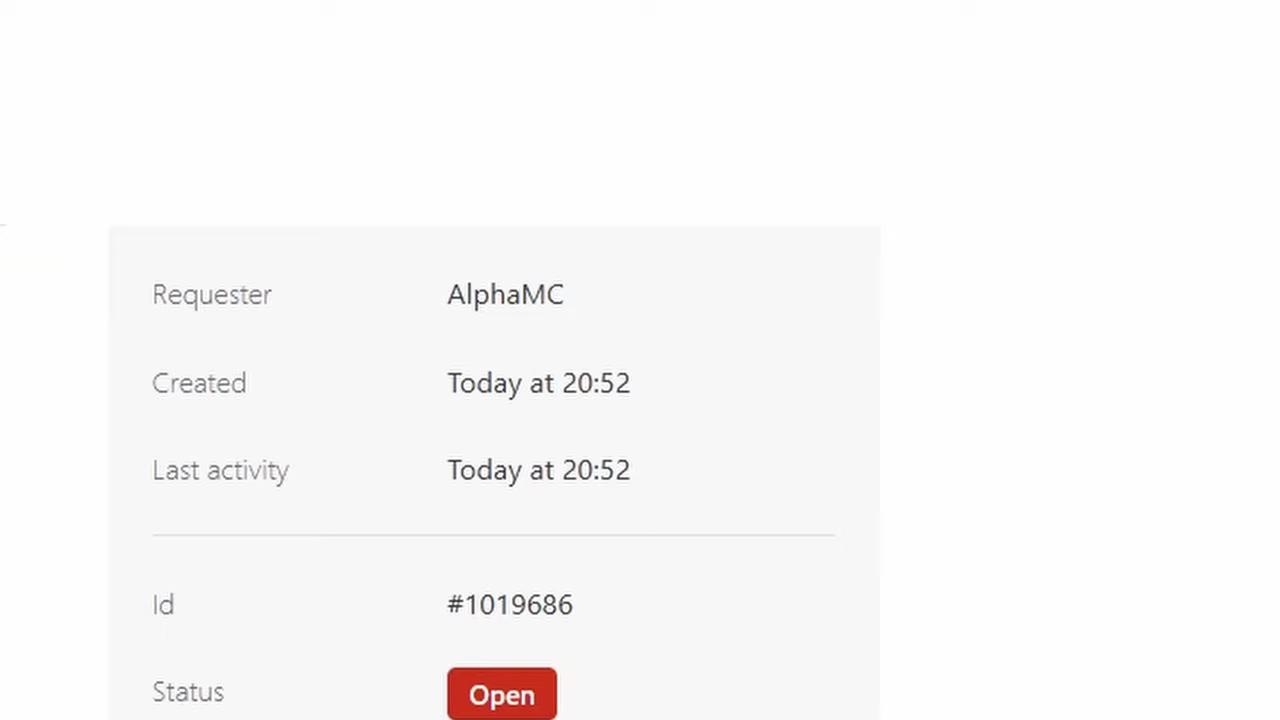 Requester AlphaMC
Created Today at 20:52
Last activity Today at 20:52
Id #1019686
Status Open